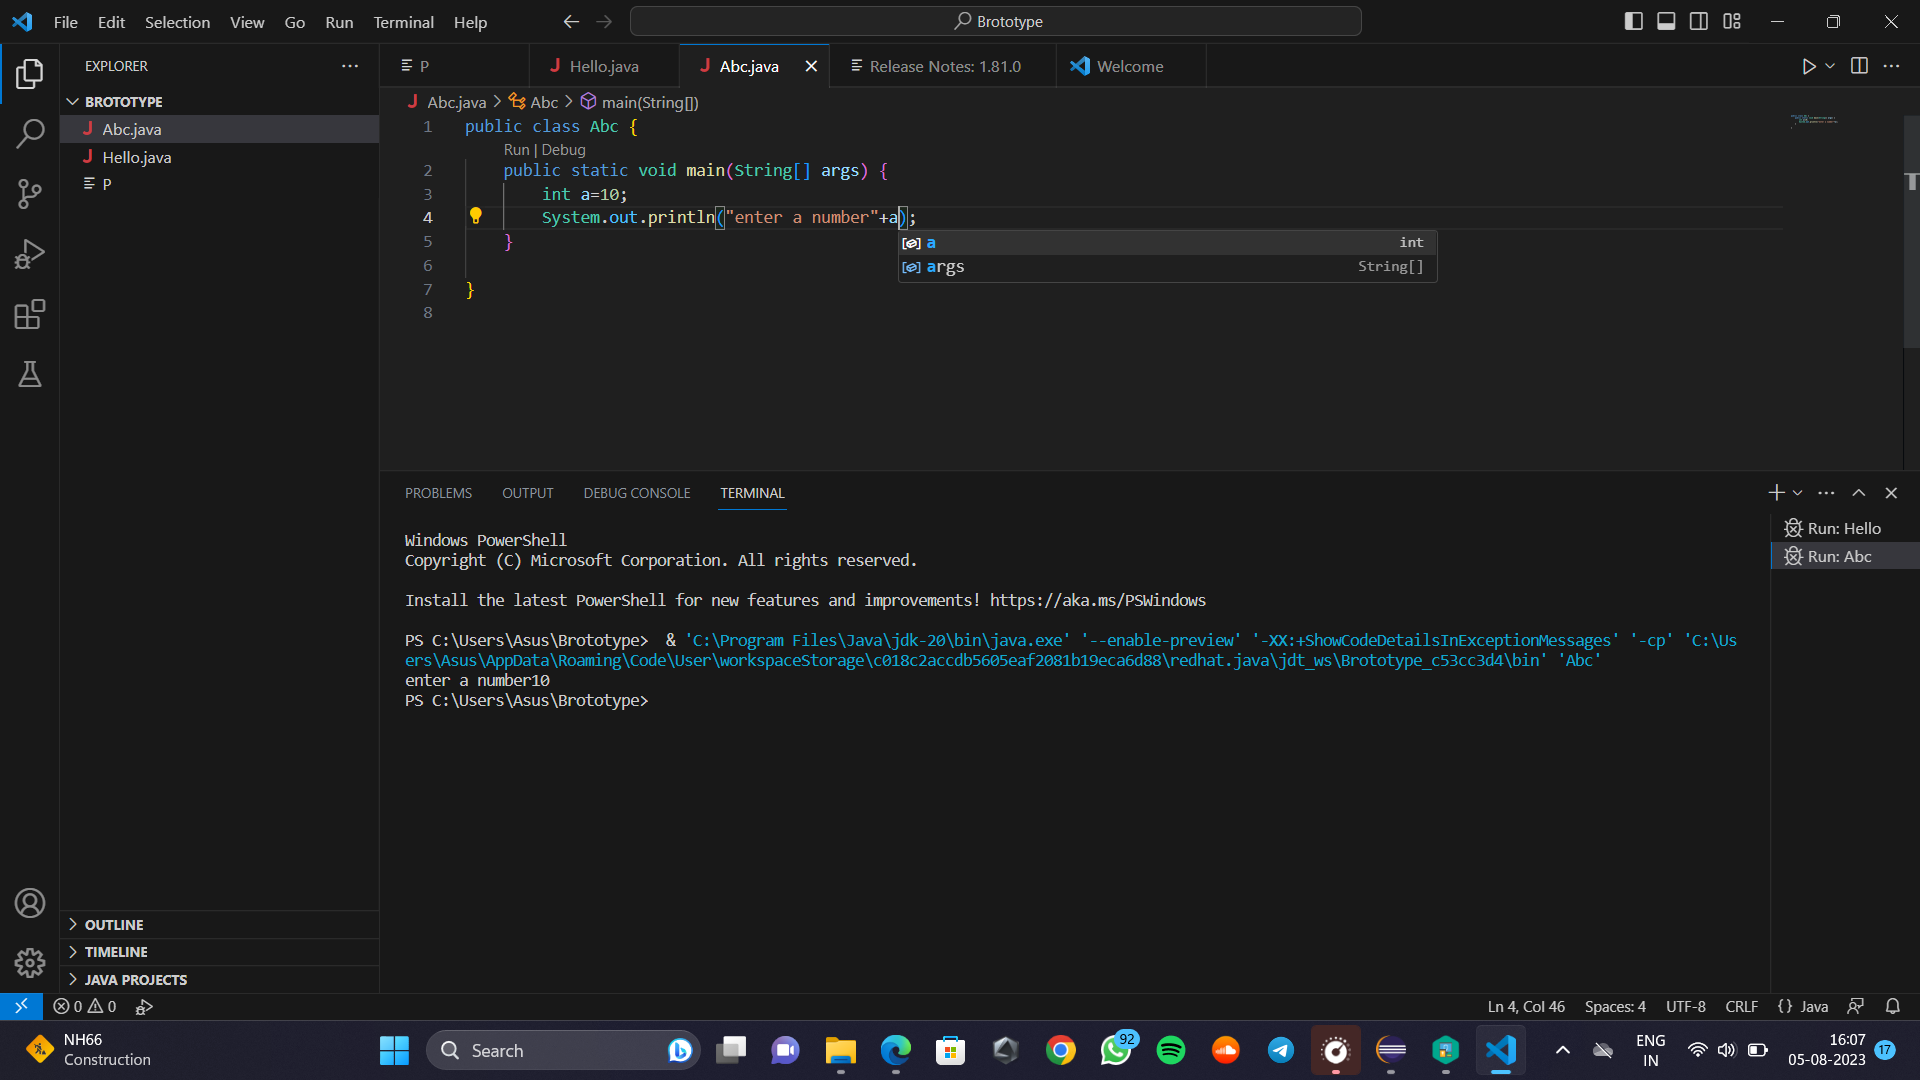 File Edit Selection View Go Run Terminal Help
Brototype
EXPLORER
BROTOTYPE
Abc.java
Hello.java
P
OUTLINE
TIMELINE
JAVA PROJECTS
P Hello.java Abc.java Release Notes: 1.81.0 Welcome
Abc.java > Abc > main(String[])
1 public class Abc {
Run | Debug
2 public static void main(String[] args) {
3 int a=10;
4 System.out.println("enter a number"+a);
a int
args String[]
5 }
6
7 }
8
PROBLEMS OUTPUT DEBUG CONSOLE TERMINAL
Windows PowerShell
Copyright (C) Microsoft Corporation. All rights reserved.
Install the latest PowerShell for new features and improvements! https://aka.ms/PSWindows
PS C:\Users\Asus\Brototype>  & 'C:\Program Files\Java\jdk-20\bin\java.exe' '--enable-preview' '-XX:+ShowCodeDetailsInExceptionMessages' '-cp' 'C:\Us
ers\Asus\AppData\Roaming\Code\User\workspaceStorage\c018c2accdb5605eaf2081b19eca6d88\redhat.java\jdt_ws\Brototype_c53cc3d4\bin' 'Abc'
enter a number10
PS C:\Users\Asus\Brototype>
Run: Hello
Run: Abc
0 0
Ln 4, Col 46 Spaces: 4 UTF-8 CRLF {} Java
NH66
Construction
Search
92
ENG
IN
16:07
05-08-2023
17